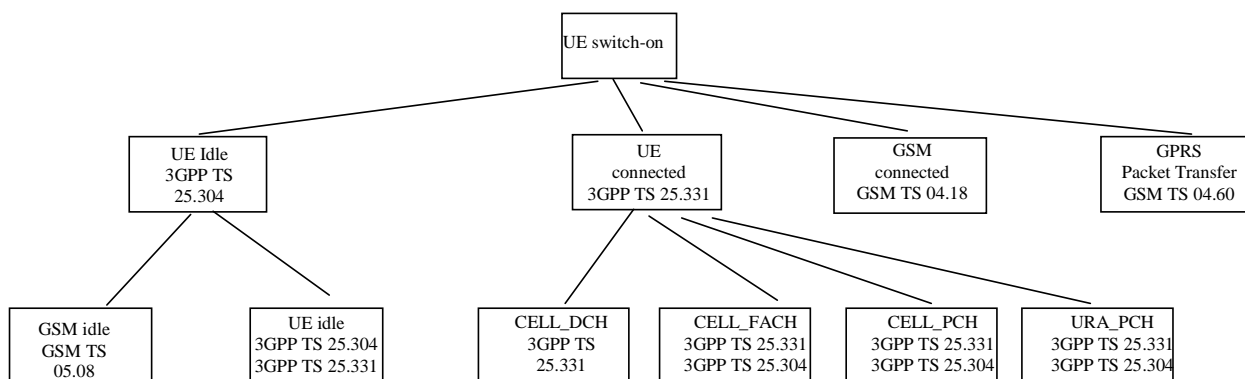 UE switch-on
UE Idle
3GPP TS
25.304
UE
connected
3GPP TS 25.331
GSM
connected
GSM TS 04.18
GPRS
Packet Transfer
GSM TS 04.60
GSM idle
GSM TS
05.08
UE idle
3GPP TS 25.304
3GPP TS 25.331
CELL_DCH
3GPP TS
25.331
CELL_FACH
3GPP TS 25.331
3GPP TS 25.304
CELL_PCH
3GPP TS 25.331
3GPP TS 25.304
URA_PCH
3GPP TS 25.331
3GPP TS 25.304